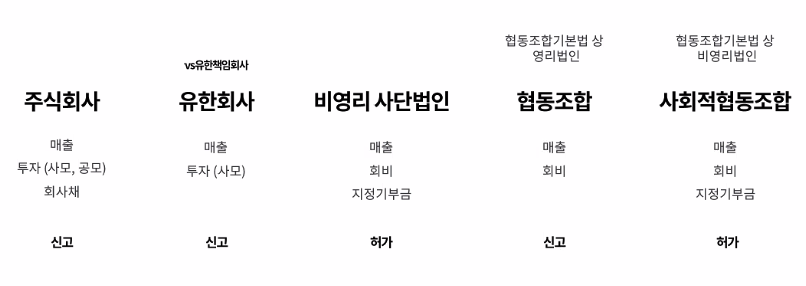 협동조합기본법 상
영리법인
협동조합기본법 상
비영리법인
vs유한책임회사
주식회사
유한회사
비영리 사단법인
협동조합
사회적협동조합
매출
투자 (사모, 공모)
회사채
매출
투자 (사모)
매출
회비
지정기부금
매출
회비
매출
회비
지정기부금
신고
신고
허가
신고
허가